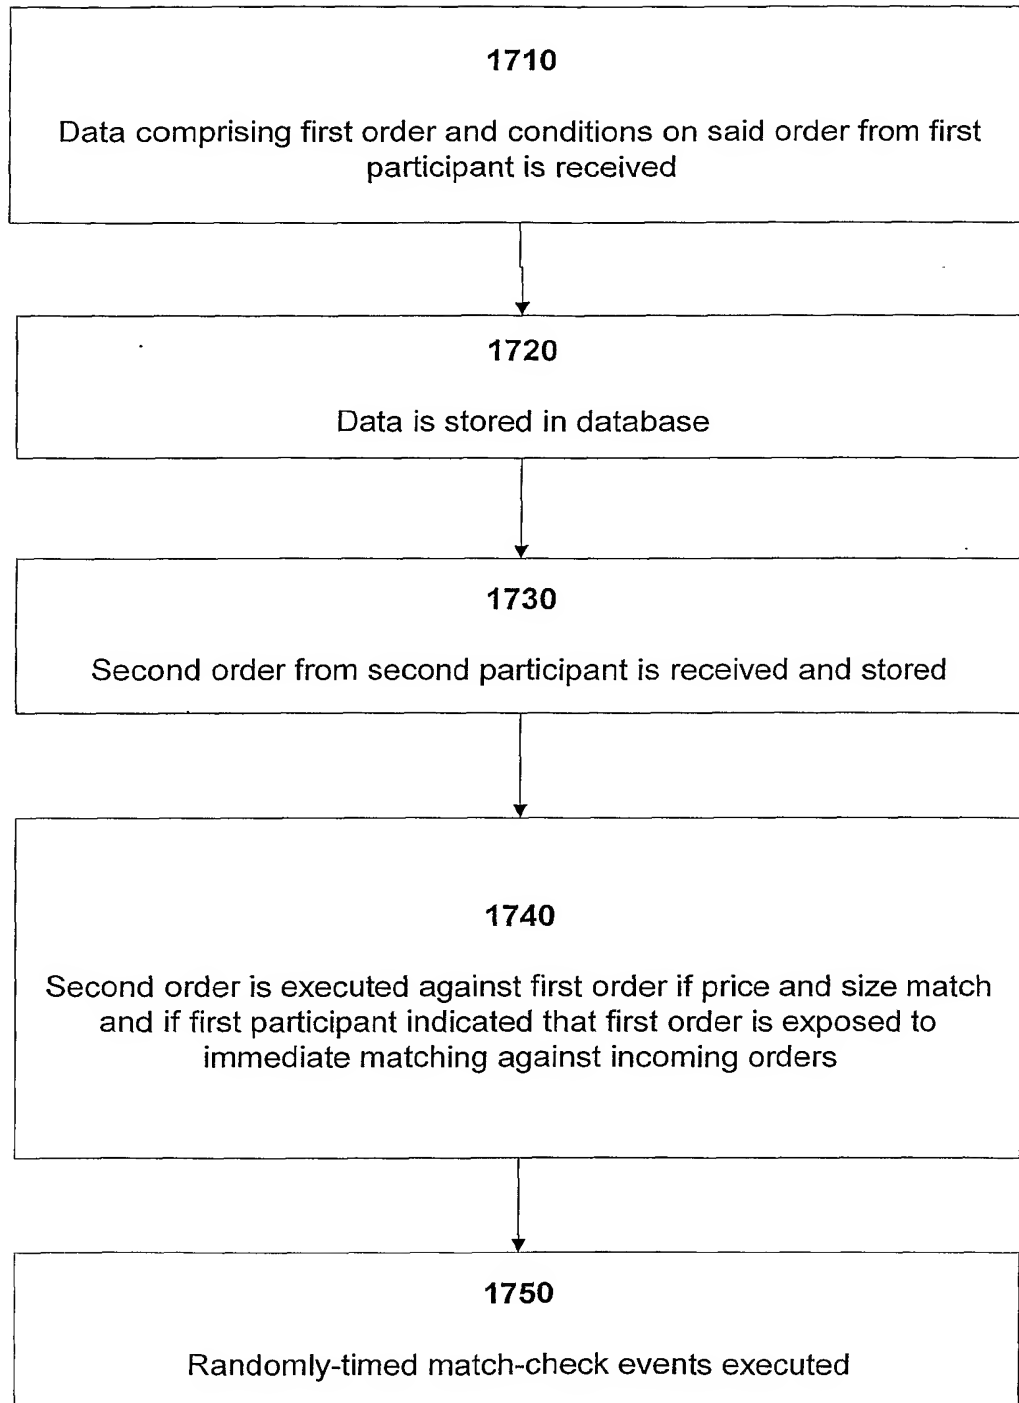 1710
Data comprising first order and conditions on said order from first
participant is received
1720
Data is stored in database
1730
Second order from second participant is received and stored
1740
Second order is executed against first order if price and size match
and if first participant indicated that first order is exposed to
immediate matching against incoming orders
1750
Randomly-timed match-check events executed